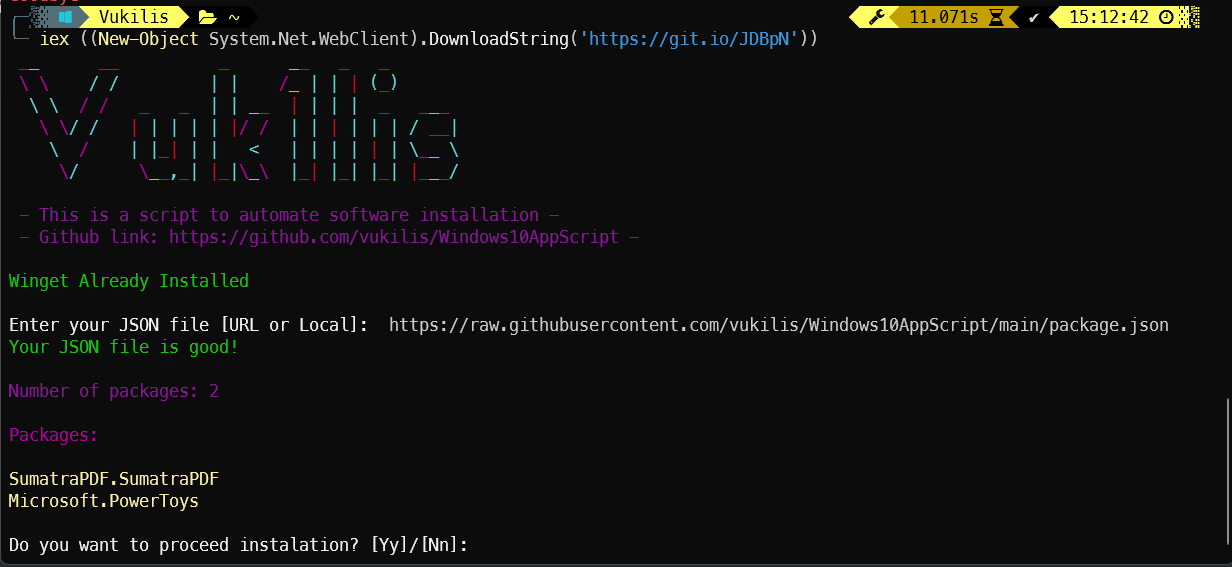 Vukilis ~ 11.071s ✔ 15:12:42
iex ((New-Object System.Net.WebClient).DownloadString('https://git.io/JDBpN'))
Vukilis
- This is a script to automate software installation -
- Github link: https://github.com/vukilis/Windows10AppScript -
Winget Already Installed
Enter your JSON file [URL or Local]: https://raw.githubusercontent.com/vukilis/Windows10AppScript/main/package.json
Your JSON file is good!
Number of packages: 2
Packages:
SumatraPDF.SumatraPDF
Microsoft.PowerToys
Do you want to proceed instalation? [Yy]/[Nn]: